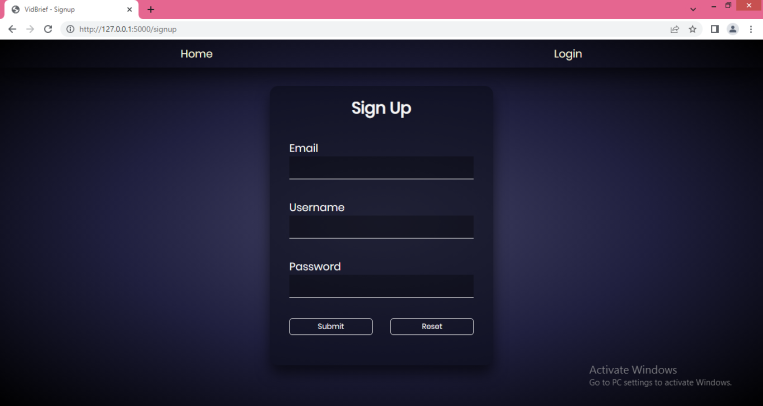 VidBrief - Signup
http://127.0.0.1:5000/signup
Home Login
Sign Up
Email
Username
Password
Submit Reset
Activate Windows
Go to PC settings to activate Windows.